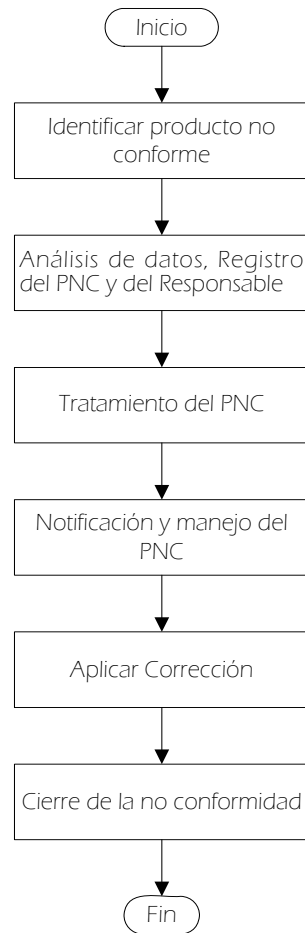 Inicio
Identificar producto no
conforme
Análisis de datos, Registro
del PNC y del Responsable
Tratamiento del PNC
Notificación y manejo del
PNC
Aplicar Corrección
Cierre de la no conformidad
Fin